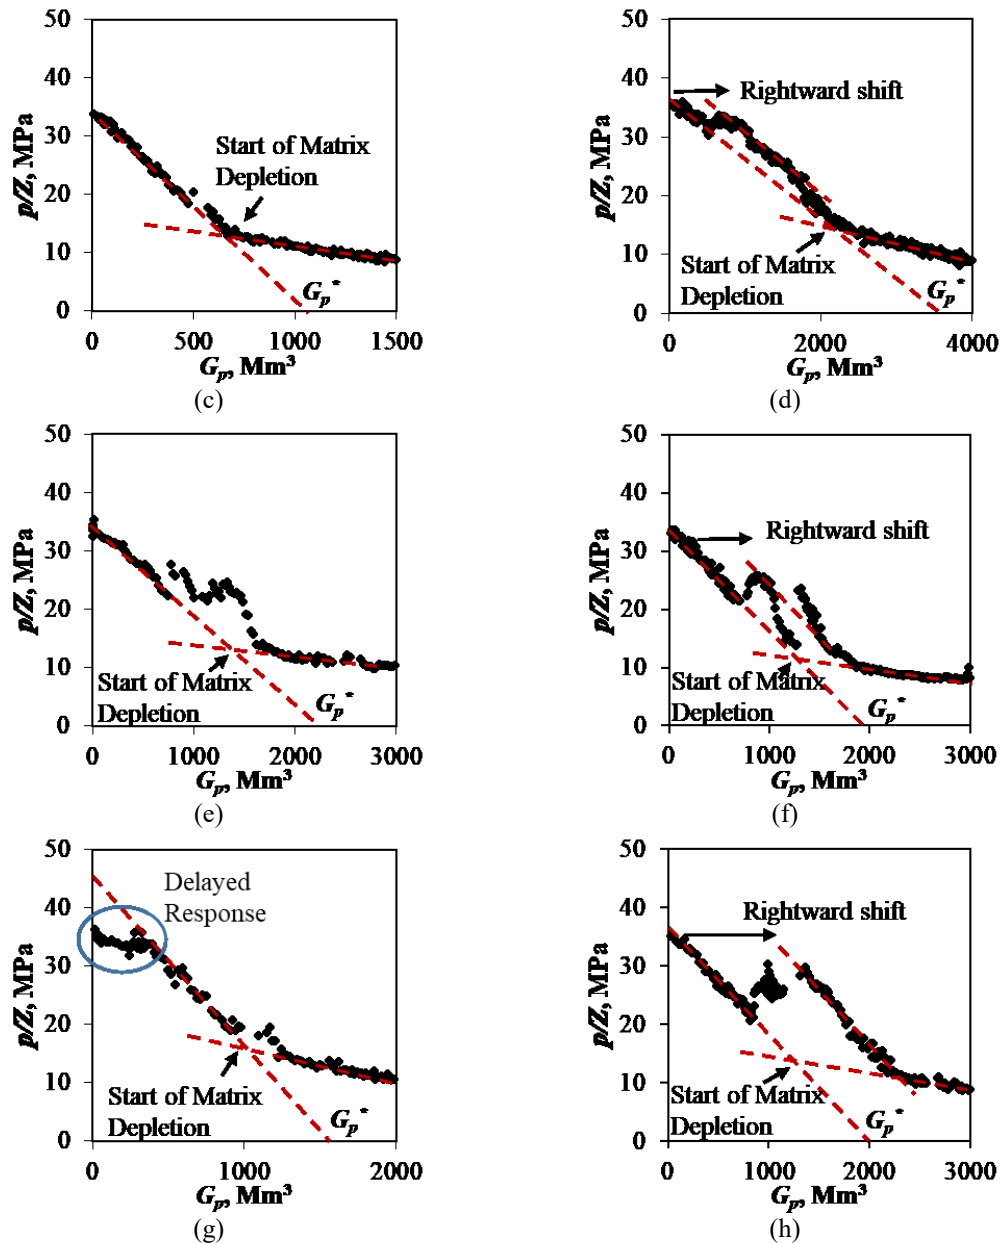 50
40
30
20
10
0
p/Z, MPa
Start of Matrix
Depletion
Gp*
0 500 1000 1500
Gp, Mm³
(c)
50
40
30
20
10
0
p/Z, MPa
Rightward shift
Start of Matrix
Depletion
Gp*
0 2000 4000
Gp, Mm³
(d)
50
40
30
20
10
0
p/Z, MPa
Start of Matrix
Depletion
Gp*
0 1000 2000 3000
Gp, Mm³
(e)
50
40
30
20
10
0
p/Z, MPa
Rightward shift
Start of Matrix
Depletion
Gp*
0 1000 2000 3000
Gp, Mm³
(f)
50
40
30
20
10
0
p/Z, MPa
Delayed
Response
Start of Matrix
Depletion
Gp*
0 1000 2000
Gp, Mm³
(g)
50
40
30
20
10
0
p/Z, MPa
Rightward shift
Start of Matrix
Depletion
Gp*
0 1000 2000 3000
Gp, Mm³
(h)